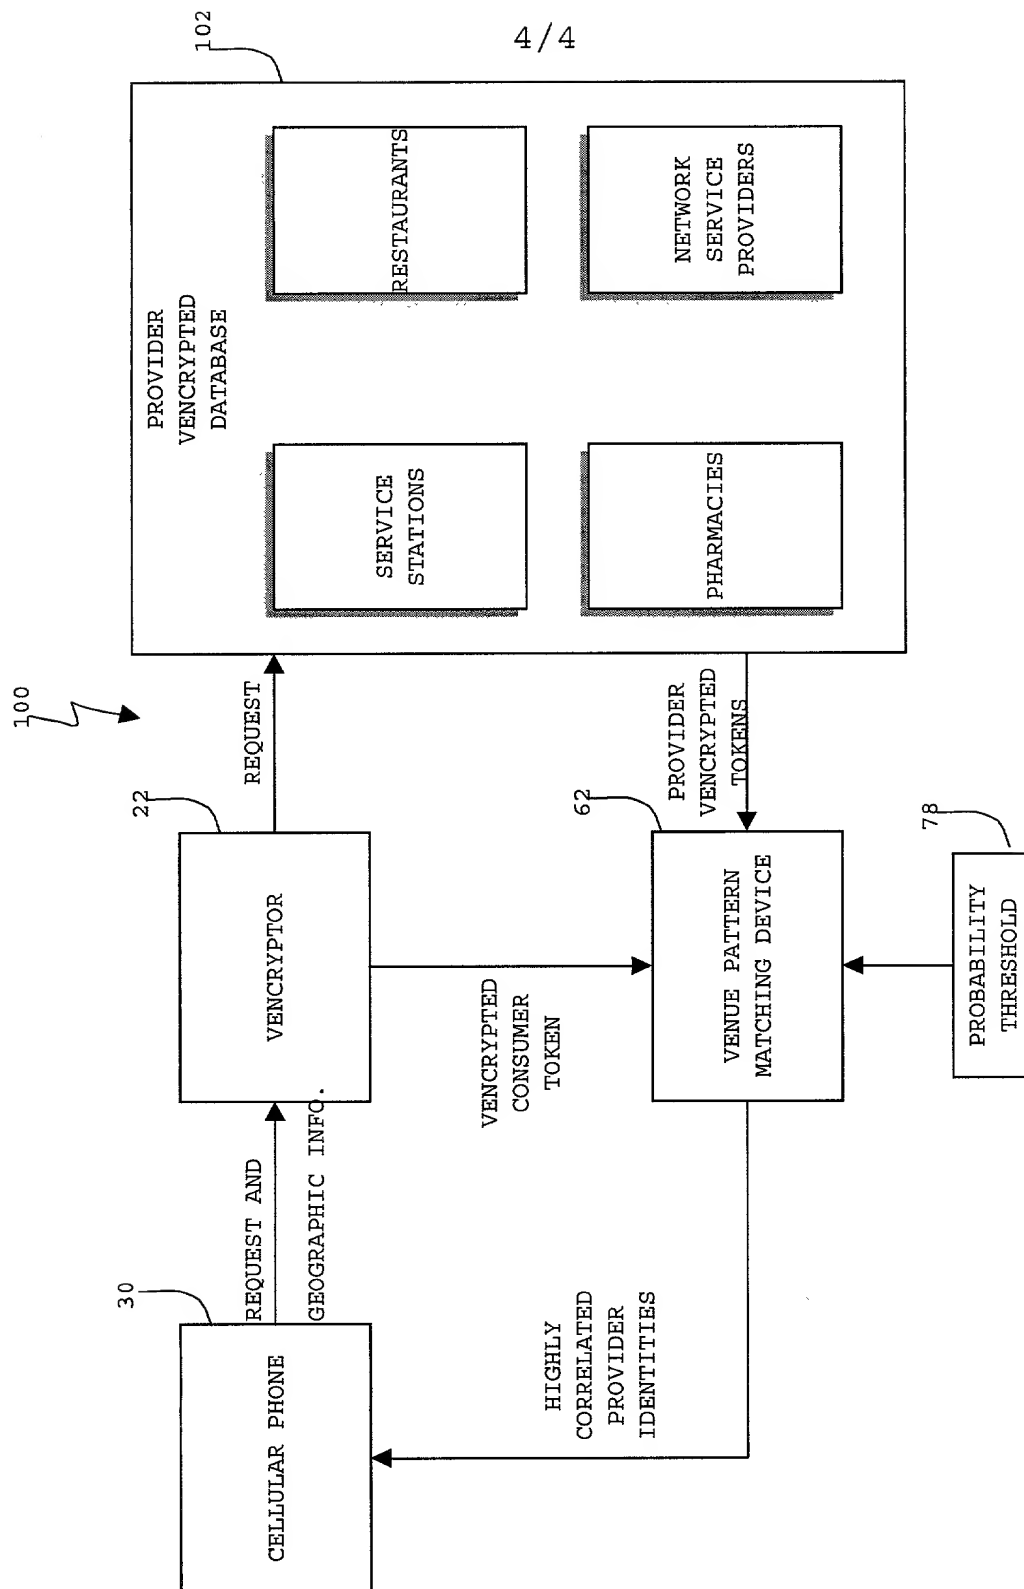 4/4
100
102
PROVIDER
VENCRYPTED
DATABASE
SERVICE
STATIONS
RESTAURANTS
PHARMACIES
NETWORK
SERVICE
PROVIDERS
30
CELLULAR PHONE
REQUEST AND
GEOGRAPHIC INFO.
22
VENCRYPTOR
REQUEST
VENCRYPTED
CONSUMER
TOKEN
PROVIDER
VENCRYPTED
TOKENS
62
VENUE PATTERN
MATCHING DEVICE
HIGHLY
CORRELATED
PROVIDER
IDENTITIES
78
PROBABILITY
THRESHOLD